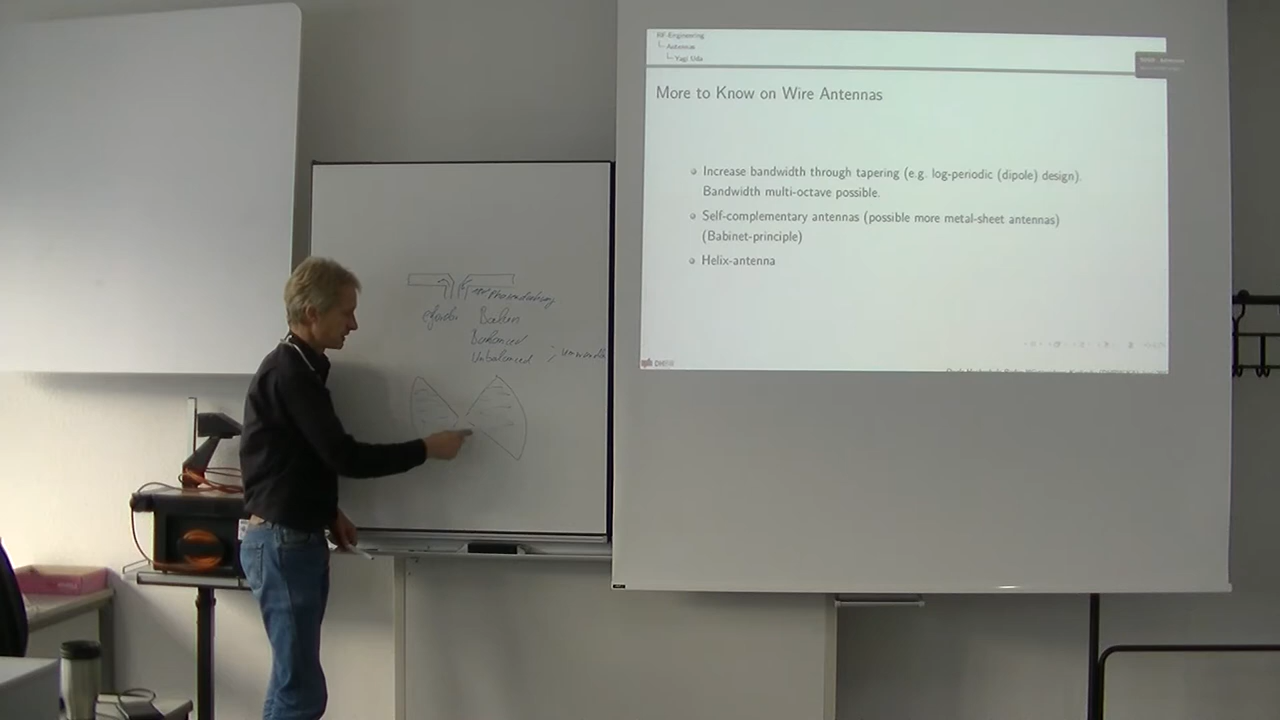 RF-Engineering
Antennas
Yagi Uda
More to Know on Wire Antennas
Increase bandwidth through tapering (e.g. log-periodic (dipole) design).
Bandwidth multi-octave possible.
Self-complementary antennas (possible more metal-sheet antennas)
(Babinet-principle)
Helix-antenna
Balun
Balanced
Unbalanced